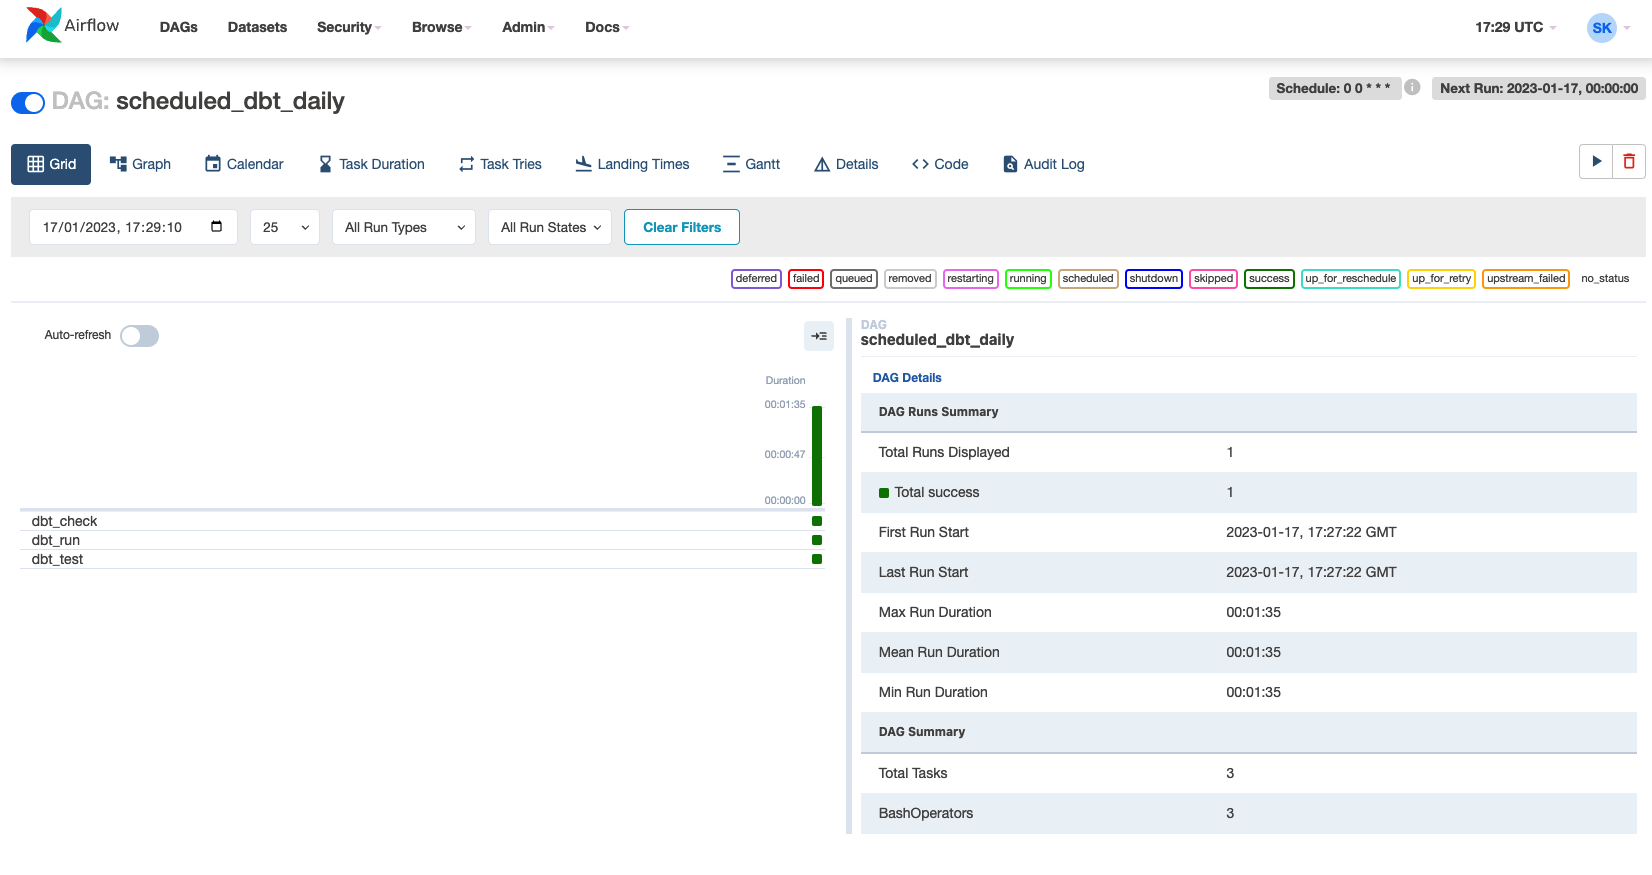 Airflow DAGs Datasets Security Browse Admin Docs 17:29 UTC SK
DAG: scheduled_dbt_daily
Schedule: 0 0 * * * i Next Run: 2023-01-17, 00:00:00
Grid Graph Calendar Task Duration Task Tries Landing Times Gantt Details Code Audit Log
17/01/2023, 17:29:10 25 All Run Types All Run States Clear Filters
deferred failed queued removed restarting running scheduled shutdown skipped success up_for_reschedule up_for_retry upstream_failed no_status
Auto-refresh
Duration
00:01:35
00:00:47
00:00:00
dbt_check
dbt_run
dbt_test
DAG
scheduled_dbt_daily
DAG Details
DAG Runs Summary
Total Runs Displayed 1
Total success 1
First Run Start 2023-01-17, 17:27:22 GMT
Last Run Start 2023-01-17, 17:27:22 GMT
Max Run Duration 00:01:35
Mean Run Duration 00:01:35
Min Run Duration 00:01:35
DAG Summary
Total Tasks 3
BashOperators 3